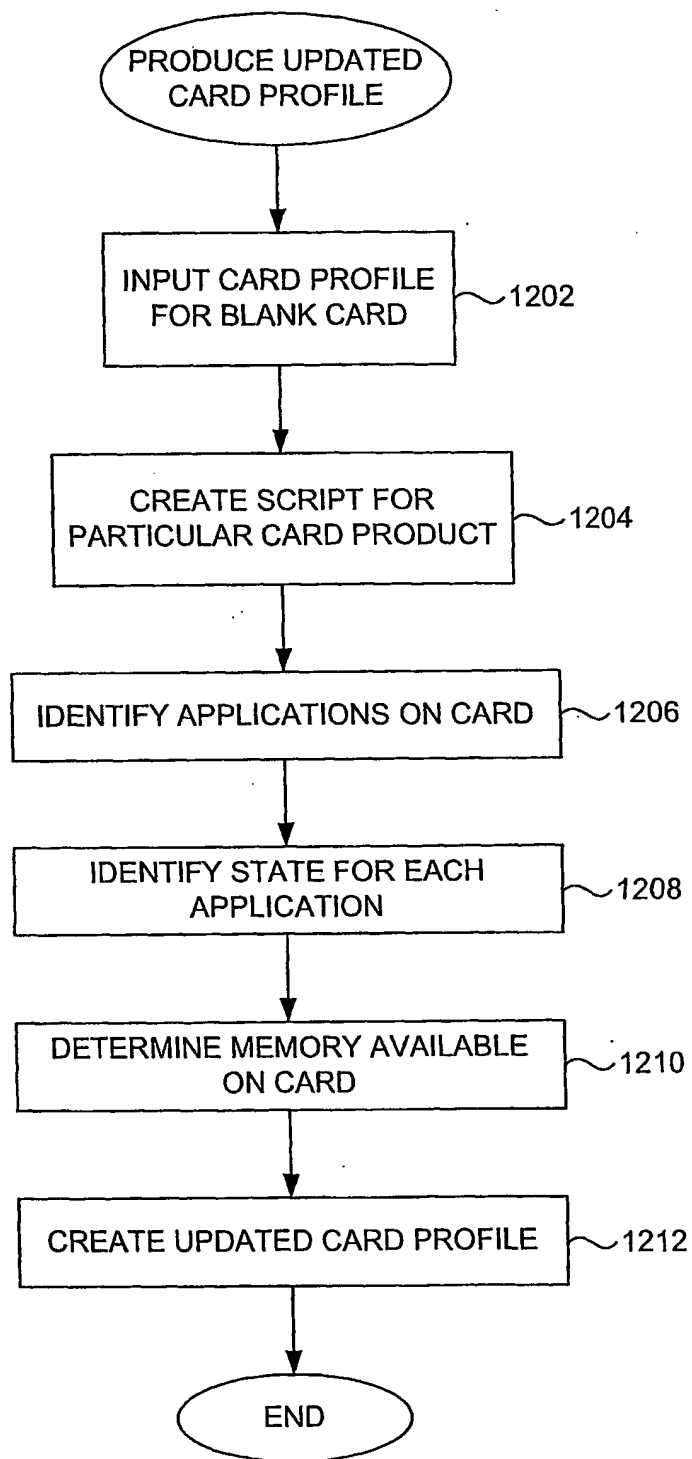 PRODUCE UPDATED
CARD PROFILE
INPUT CARD PROFILE
FOR BLANK CARD
1202
CREATE SCRIPT FOR
PARTICULAR CARD PRODUCT
1204
IDENTIFY APPLICATIONS ON CARD
1206
IDENTIFY STATE FOR EACH
APPLICATION
1208
DETERMINE MEMORY AVAILABLE
ON CARD
1210
CREATE UPDATED CARD PROFILE
1212
END